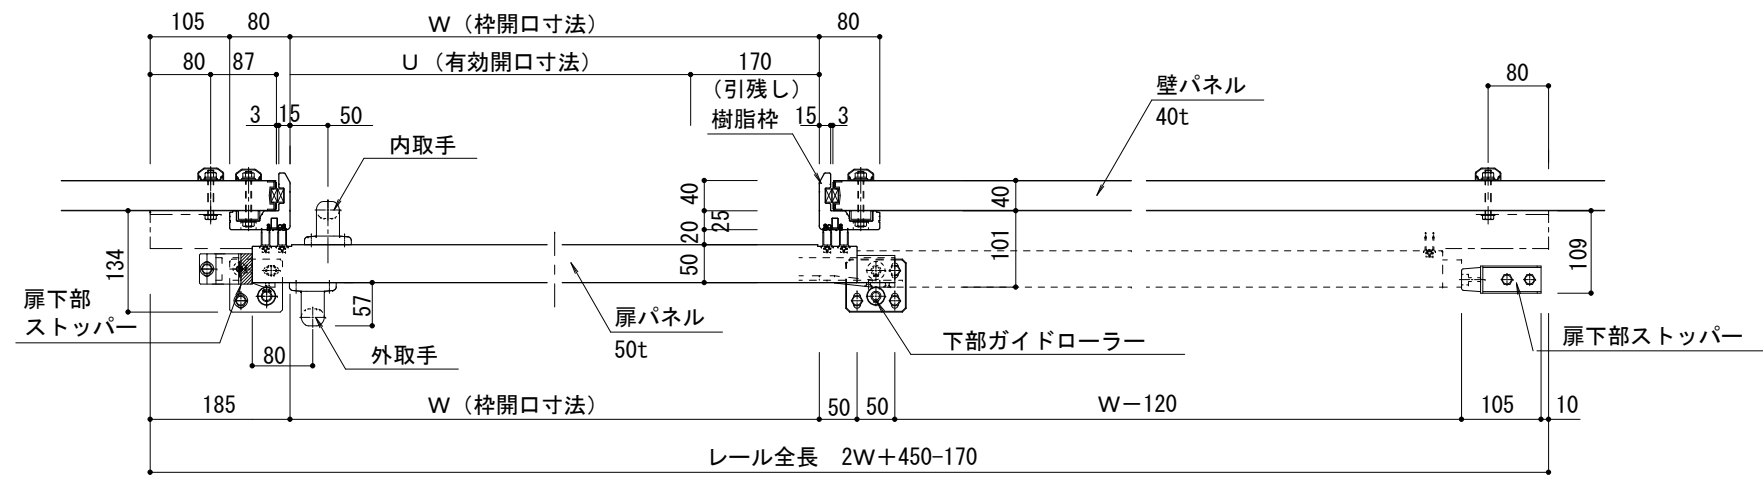 105 80 W（枠開口寸法） 80
80 87 U（有効開口寸法） 170 80
（引残し）
壁パネル
40t
3 15 50 樹脂枠 15 3
内取手
40 40
20 25
134 50 101 109
扉下部
ストッパー
57 扉パネル
50t
80 外取手 下部ガイドローラー 扉下部ストッパー
185 W（枠開口寸法） 50 50 W－120 105 10
レール全長 2W＋450-170